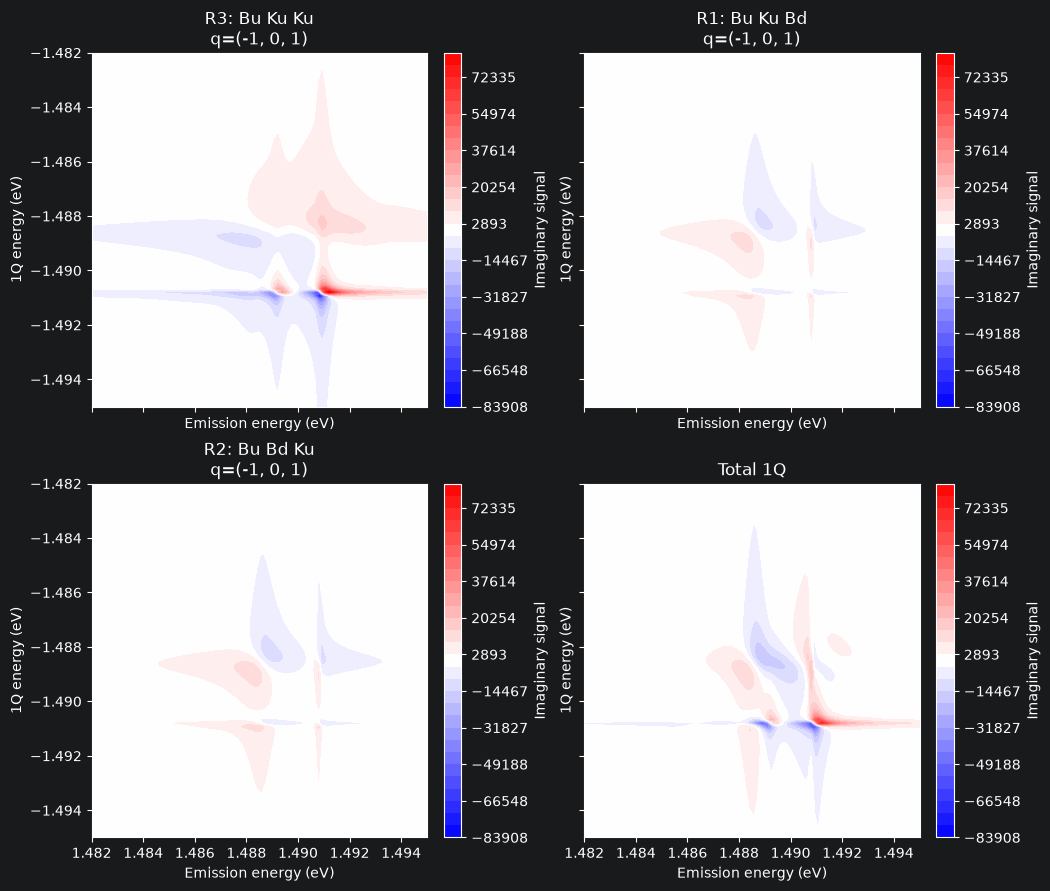 R3: Bu Ku Ku
q=(-1, 0, 1)
R1: Bu Ku Bd
q=(-1, 0, 1)
−1.482
−1.484
−1.486
−1.488
−1.490
−1.492
−1.494
1Q energy (eV)
Emission energy (eV)
72335
54974
37614
20254
2893
−14467
−31827
−49188
−66548
−83908
Imaginary signal
1Q energy (eV)
Emission energy (eV)
72335
54974
37614
20254
2893
−14467
−31827
−49188
−66548
−83908
Imaginary signal
R2: Bu Bd Ku
q=(-1, 0, 1)
Total 1Q
−1.482
−1.484
−1.486
−1.488
−1.490
−1.492
−1.494
1Q energy (eV)
1.482 1.484 1.486 1.488 1.490 1.492 1.494
Emission energy (eV)
72335
54974
37614
20254
2893
−14467
−31827
−49188
−66548
−83908
Imaginary signal
1Q energy (eV)
1.482 1.484 1.486 1.488 1.490 1.492 1.494
Emission energy (eV)
72335
54974
37614
20254
2893
−14467
−31827
−49188
−66548
−83908
Imaginary signal